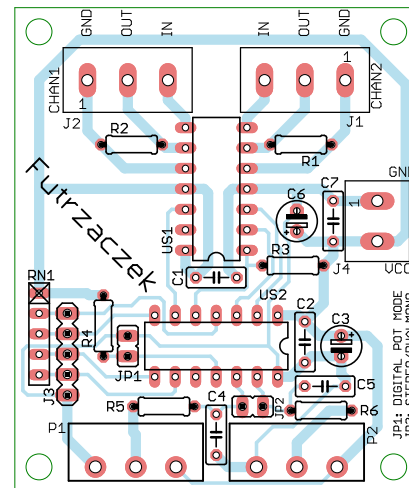 GND OUT IN
IN OUT GND
CHAN1
1
J2
1
CHAN2
J1
R2
R1
Futrzaczek
US1
C6
C7
GND
1
+
R3
C1
J4
VCC
RN1
US2
R4
JP1
C2
C3
+
J3
C5
R5
C4
JP2
R6
P1
P2
JP1: DIGITAL POT MODE